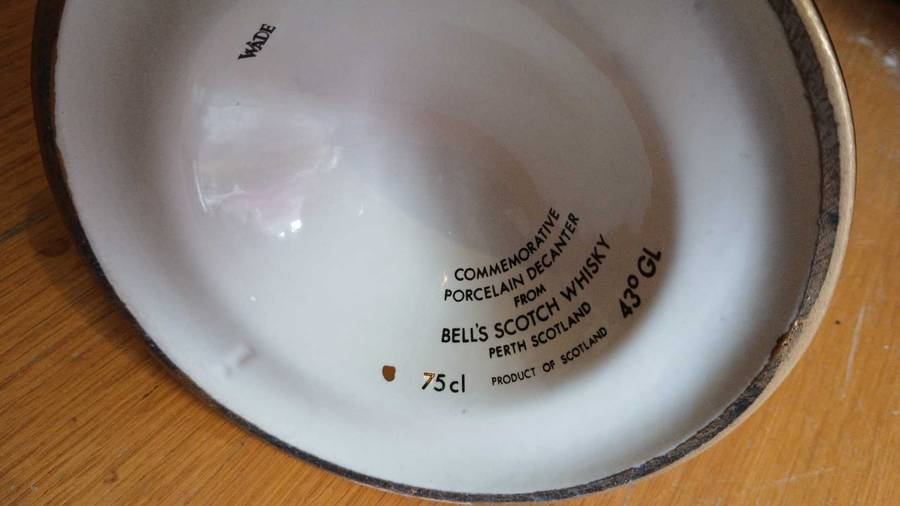 WADE
COMMEMORATIVE
PORCELAIN DECANTER
FROM
BELL'S SCOTCH WHISKY
PERTH SCOTLAND
75cl PRODUCT OF SCOTLAND 43° GL